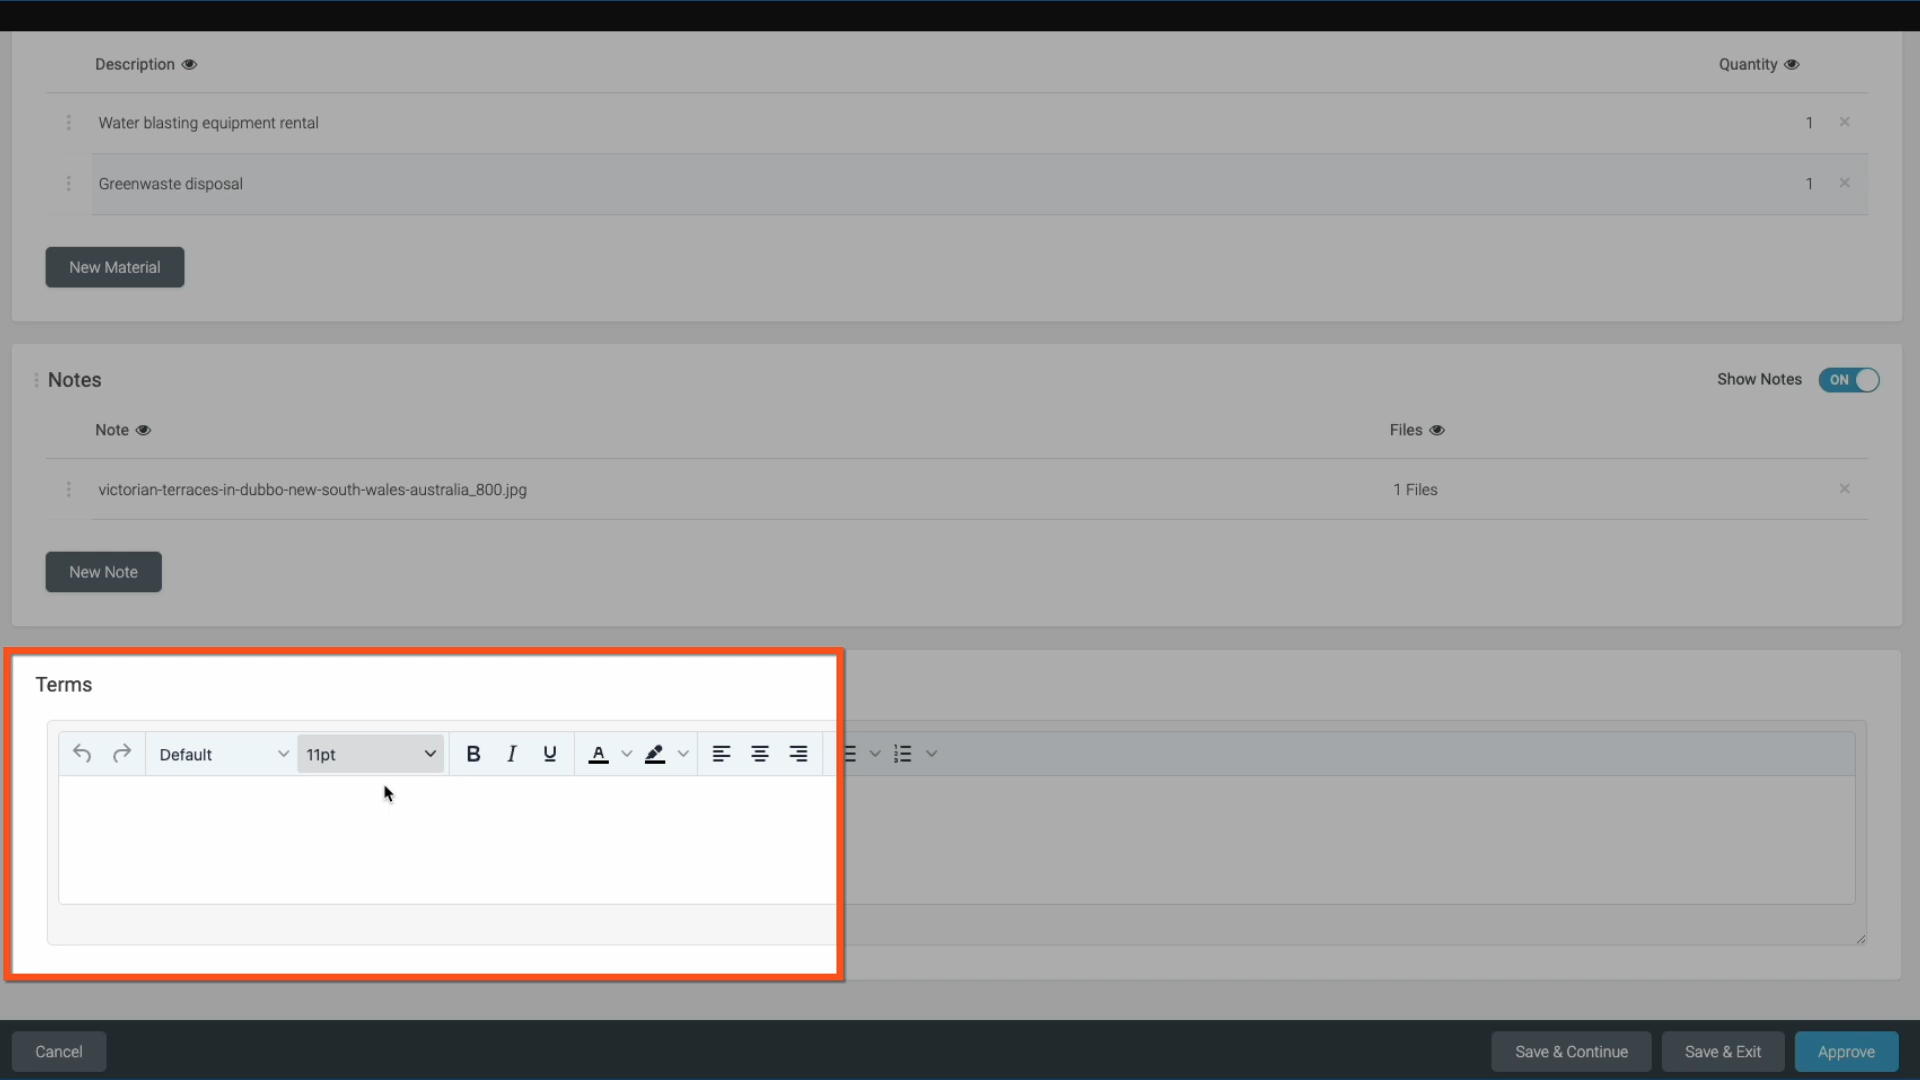 Description Quantity
Water blasting equipment rental 1
Greenwaste disposal 1
New Material
Notes Show Notes ON
Note Files
victorian-terraces-in-dubbo-new-south-wales-australia_800.jpg 1 Files
New Note
Terms
Default 11pt B I U A
Cancel Save & Continue Save & Exit Approve